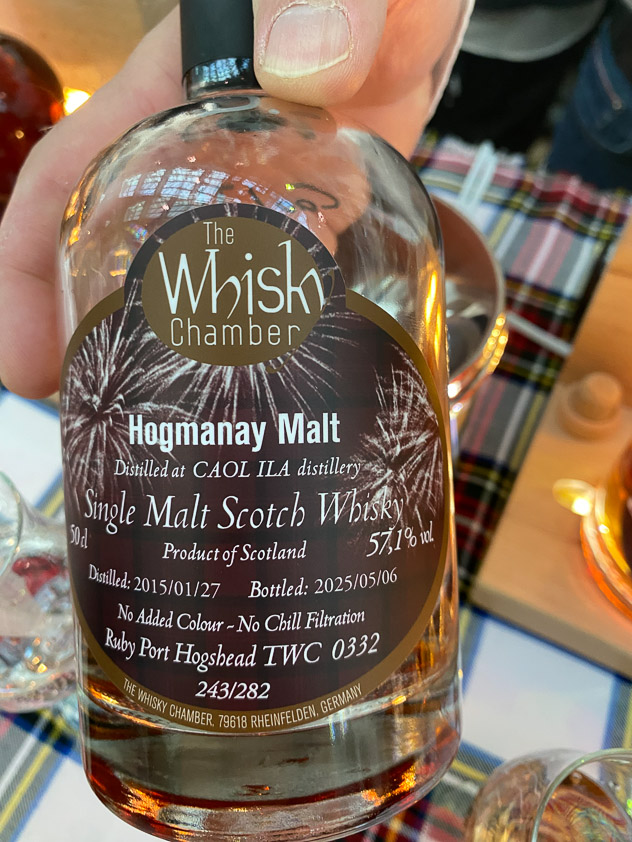 The
Whisky
Chamber
Hogmanay Malt
Distilled at CAOL ILA distillery
Single Malt Scotch Whisky
50cl
Product of Scotland
57,1% vol.
Distilled: 2015/01/27 Bottled: 2025/05/06
No Added Colour ~ No Chill Filtration
Ruby Port Hogshead TWC 0332
243/282
THE WHISKY CHAMBER, 79618 RHEINFELDEN, GERMANY